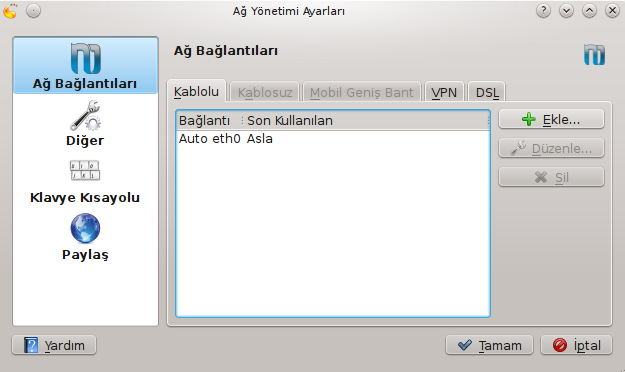 Ağ Yönetimi Ayarları
Ağ Bağlantıları
Diğer
Klavye Kısayolu
Paylaş
Ağ Bağlantıları
Kablolu Kablosuz Mobil Geniş Bant VPN DSL
Bağlantı Son Kullanılan
Auto eth0 Asla
Ekle...
Düzenle...
Sil
Yardım Tamam İptal